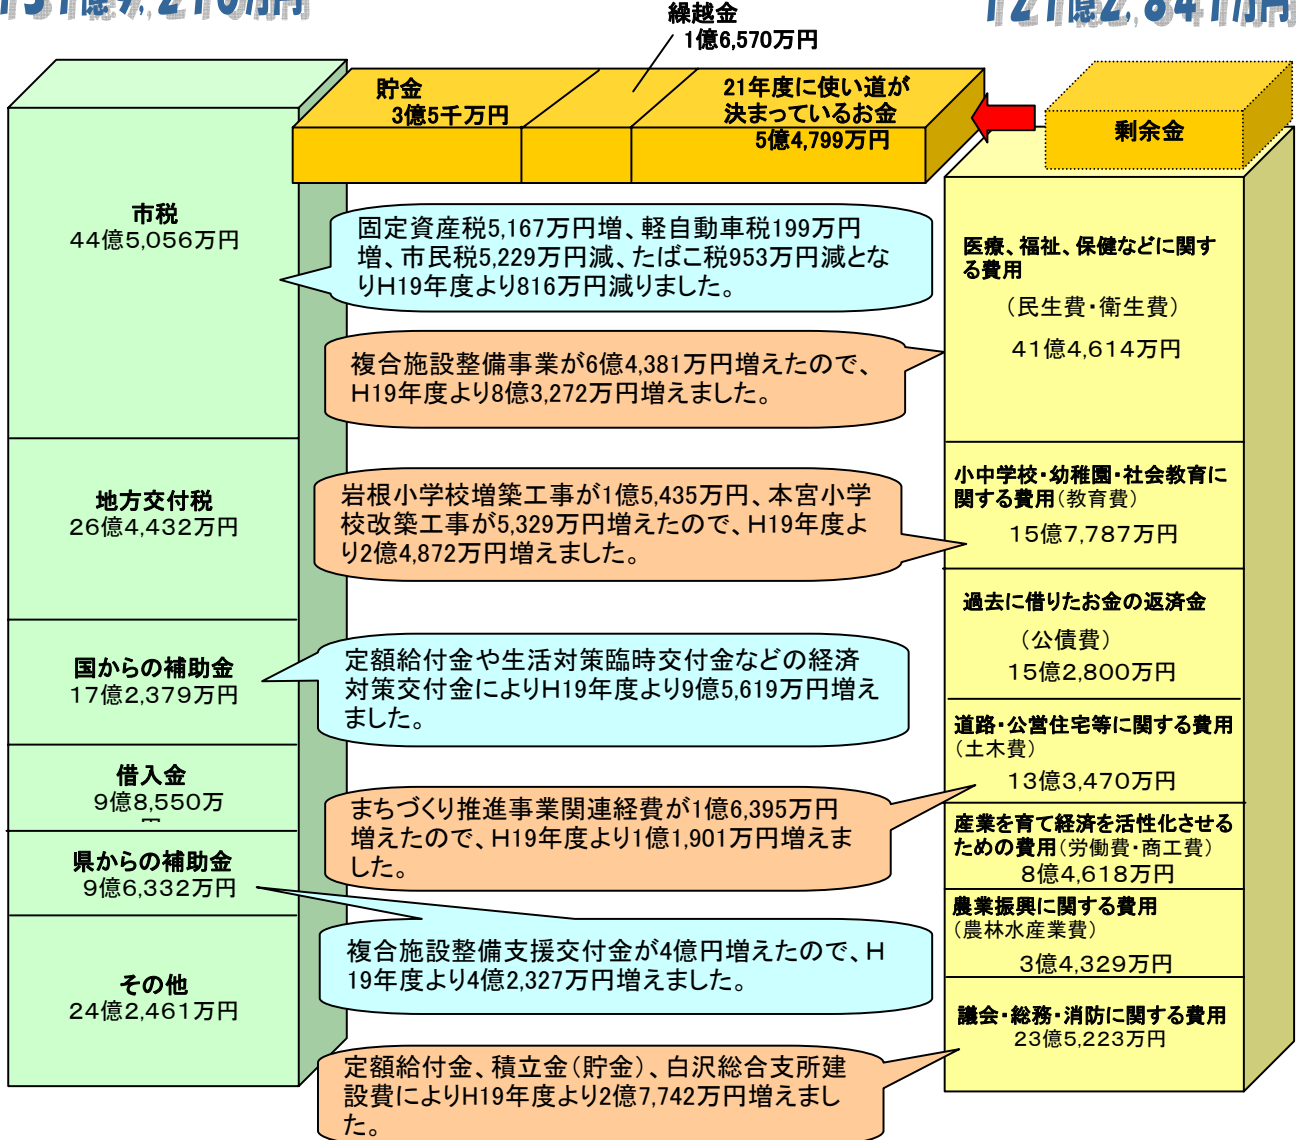 131億9,210万円
121億2,841万円
繰越金
1億6,570万円
貯金
3億5千万円
21年度に使い道が
決まっているお金
5億4,799万円
剰余金
市税
44億5,056万円
固定資産税5,167万円増、軽自動車税199万円
増、市民税5,229万円減、たばこ税953万円減とな
りH19年度より816万円減りました。
医療、福祉、保健などに関す
る費用
（民生費・衛生費）
41億4,614万円
複合施設整備事業が6億4,381万円増えたので、
H19年度より8億3,272万円増えました。
地方交付税
26億4,432万円
岩根小学校増築工事が1億5,435万円、本宮小学
校改築工事が5,329万円増えたので、H19年度よ
り2億4,872万円増えました。
小中学校・幼稚園・社会教育に
関する費用（教育費）
15億7,787万円
過去に借りたお金の返済金
（公債費）
15億2,800万円
国からの補助金
17億2,379万円
定額給付金や生活対策臨時交付金などの経済
対策交付金によりH19年度より9億5,619万円増え
ました。
道路・公営住宅等に関する費用
（土木費）
13億3,470万円
借入金
9億8,550万
円
まちづくり推進事業関連経費が1億6,395万円
増えたので、H19年度より1億1,901万円増えま
した。
産業を育て経済を活性化させる
ための費用（労働費・商工費）
8億4,618万円
県からの補助金
9億6,332万円
農業振興に関する費用
（農林水産業費）
3億4,329万円
複合施設整備支援交付金が4億円増えたので、H
19年度より4億2,327万円増えました。
その他
24億2,461万円
議会・総務・消防に関する費用
23億5,223万円
定額給付金、積立金（貯金）、白沢総合支所建
設費によりH19年度より2億7,742万円増えまし
た。